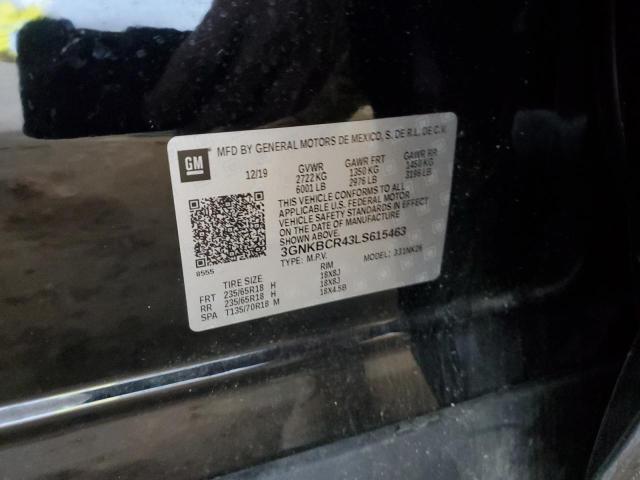 GM
MFD BY GENERAL MOTORS DE MEXICO, S. DE R.L. DE C.V.
12/19 GVWR GAWR FRT GAWR RR
2722 KG 1350 KG 1450 KG
6001 LB 2976 LB 3196 LB
THIS VEHICLE CONFORMS TO ALL
APPLICABLE U.S. FEDERAL MOTOR
VEHICLE SAFETY STANDARDS IN EFFECT
ON THE DATE OF MANUFACTURE
SHOWN ABOVE.
3GNKBCR43LS615463
TYPE: M.P.V. MODEL: 331NK26
8555
TIRE SIZE RIM
FRT 235/65R18 H 18X8J
RR 235/65R18 H 18X8J
SPA T135/70R18 M 18X4.5B